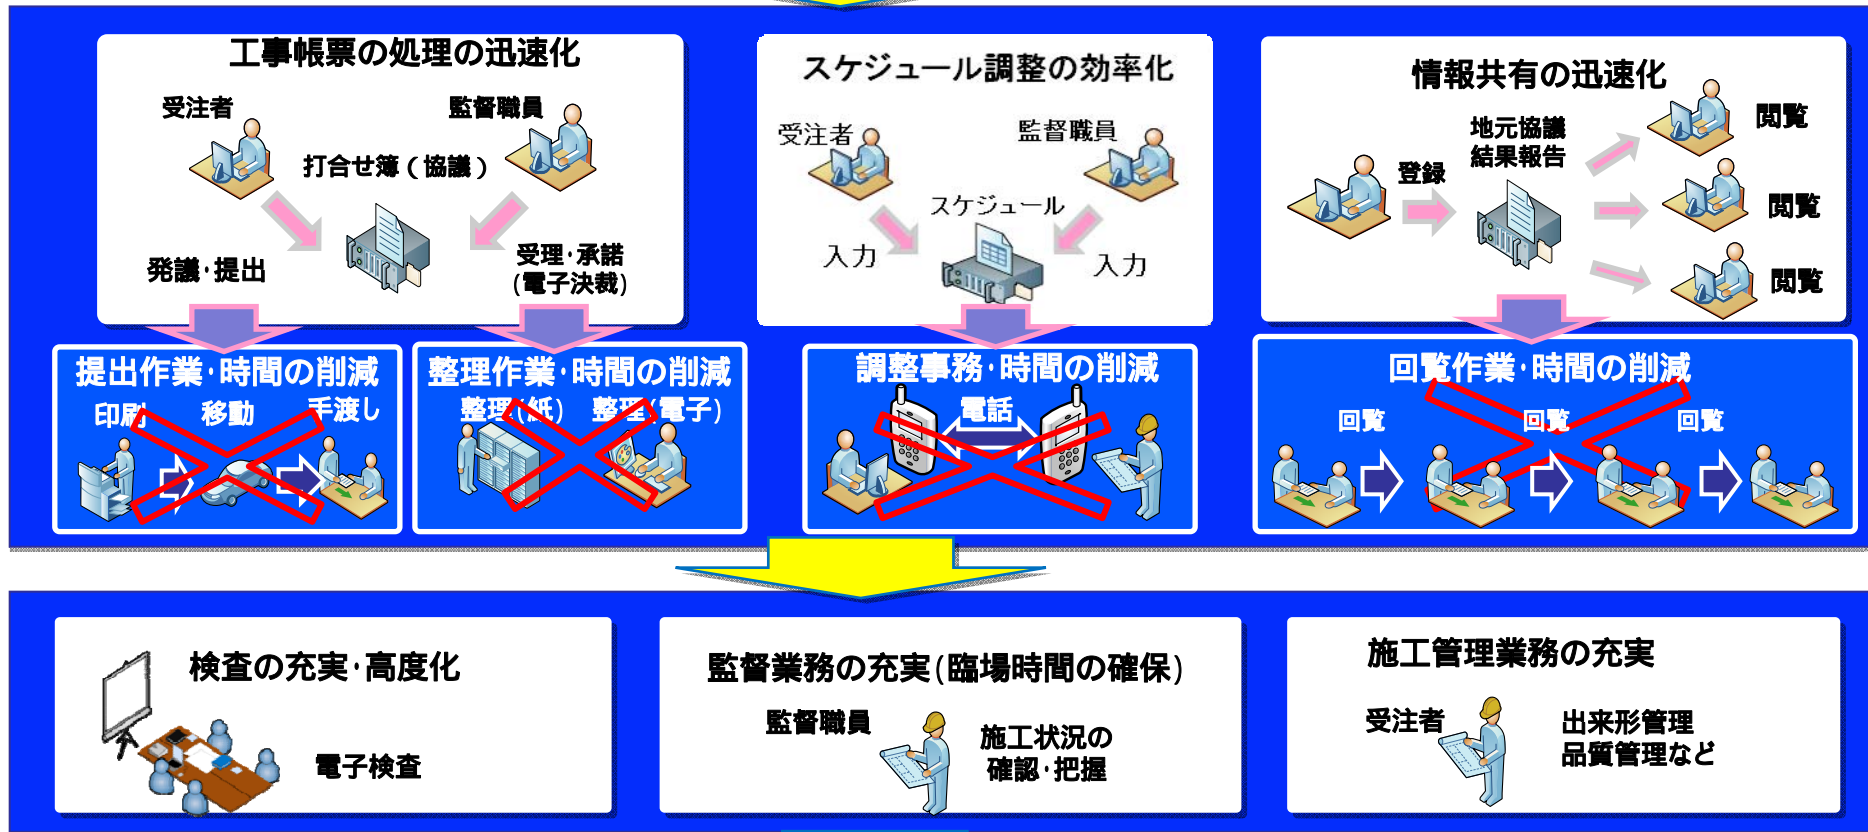 工事帳票の処理の迅速化
受注者
監督職員
打合せ簿（協議）
発議･提出
受理･承諾
(電子決裁)
スケジュール調整の効率化
受注者
監督職員
スケジュール
入力
入力
情報共有の迅速化
地元協議
結果報告
登録
閲覧
閲覧
閲覧
提出作業･時間の削減
印刷
移動
手渡し
整理作業･時間の削減
整理(紙)
整理(電子)
調整事務･時間の削減
電話
回覧作業･時間の削減
回覧
回覧
回覧
検査の充実･高度化
電子検査
監督業務の充実(臨場時間の確保)
監督職員
施工状況の
確認･把握
施工管理業務の充実
受注者
出来形管理
品質管理など